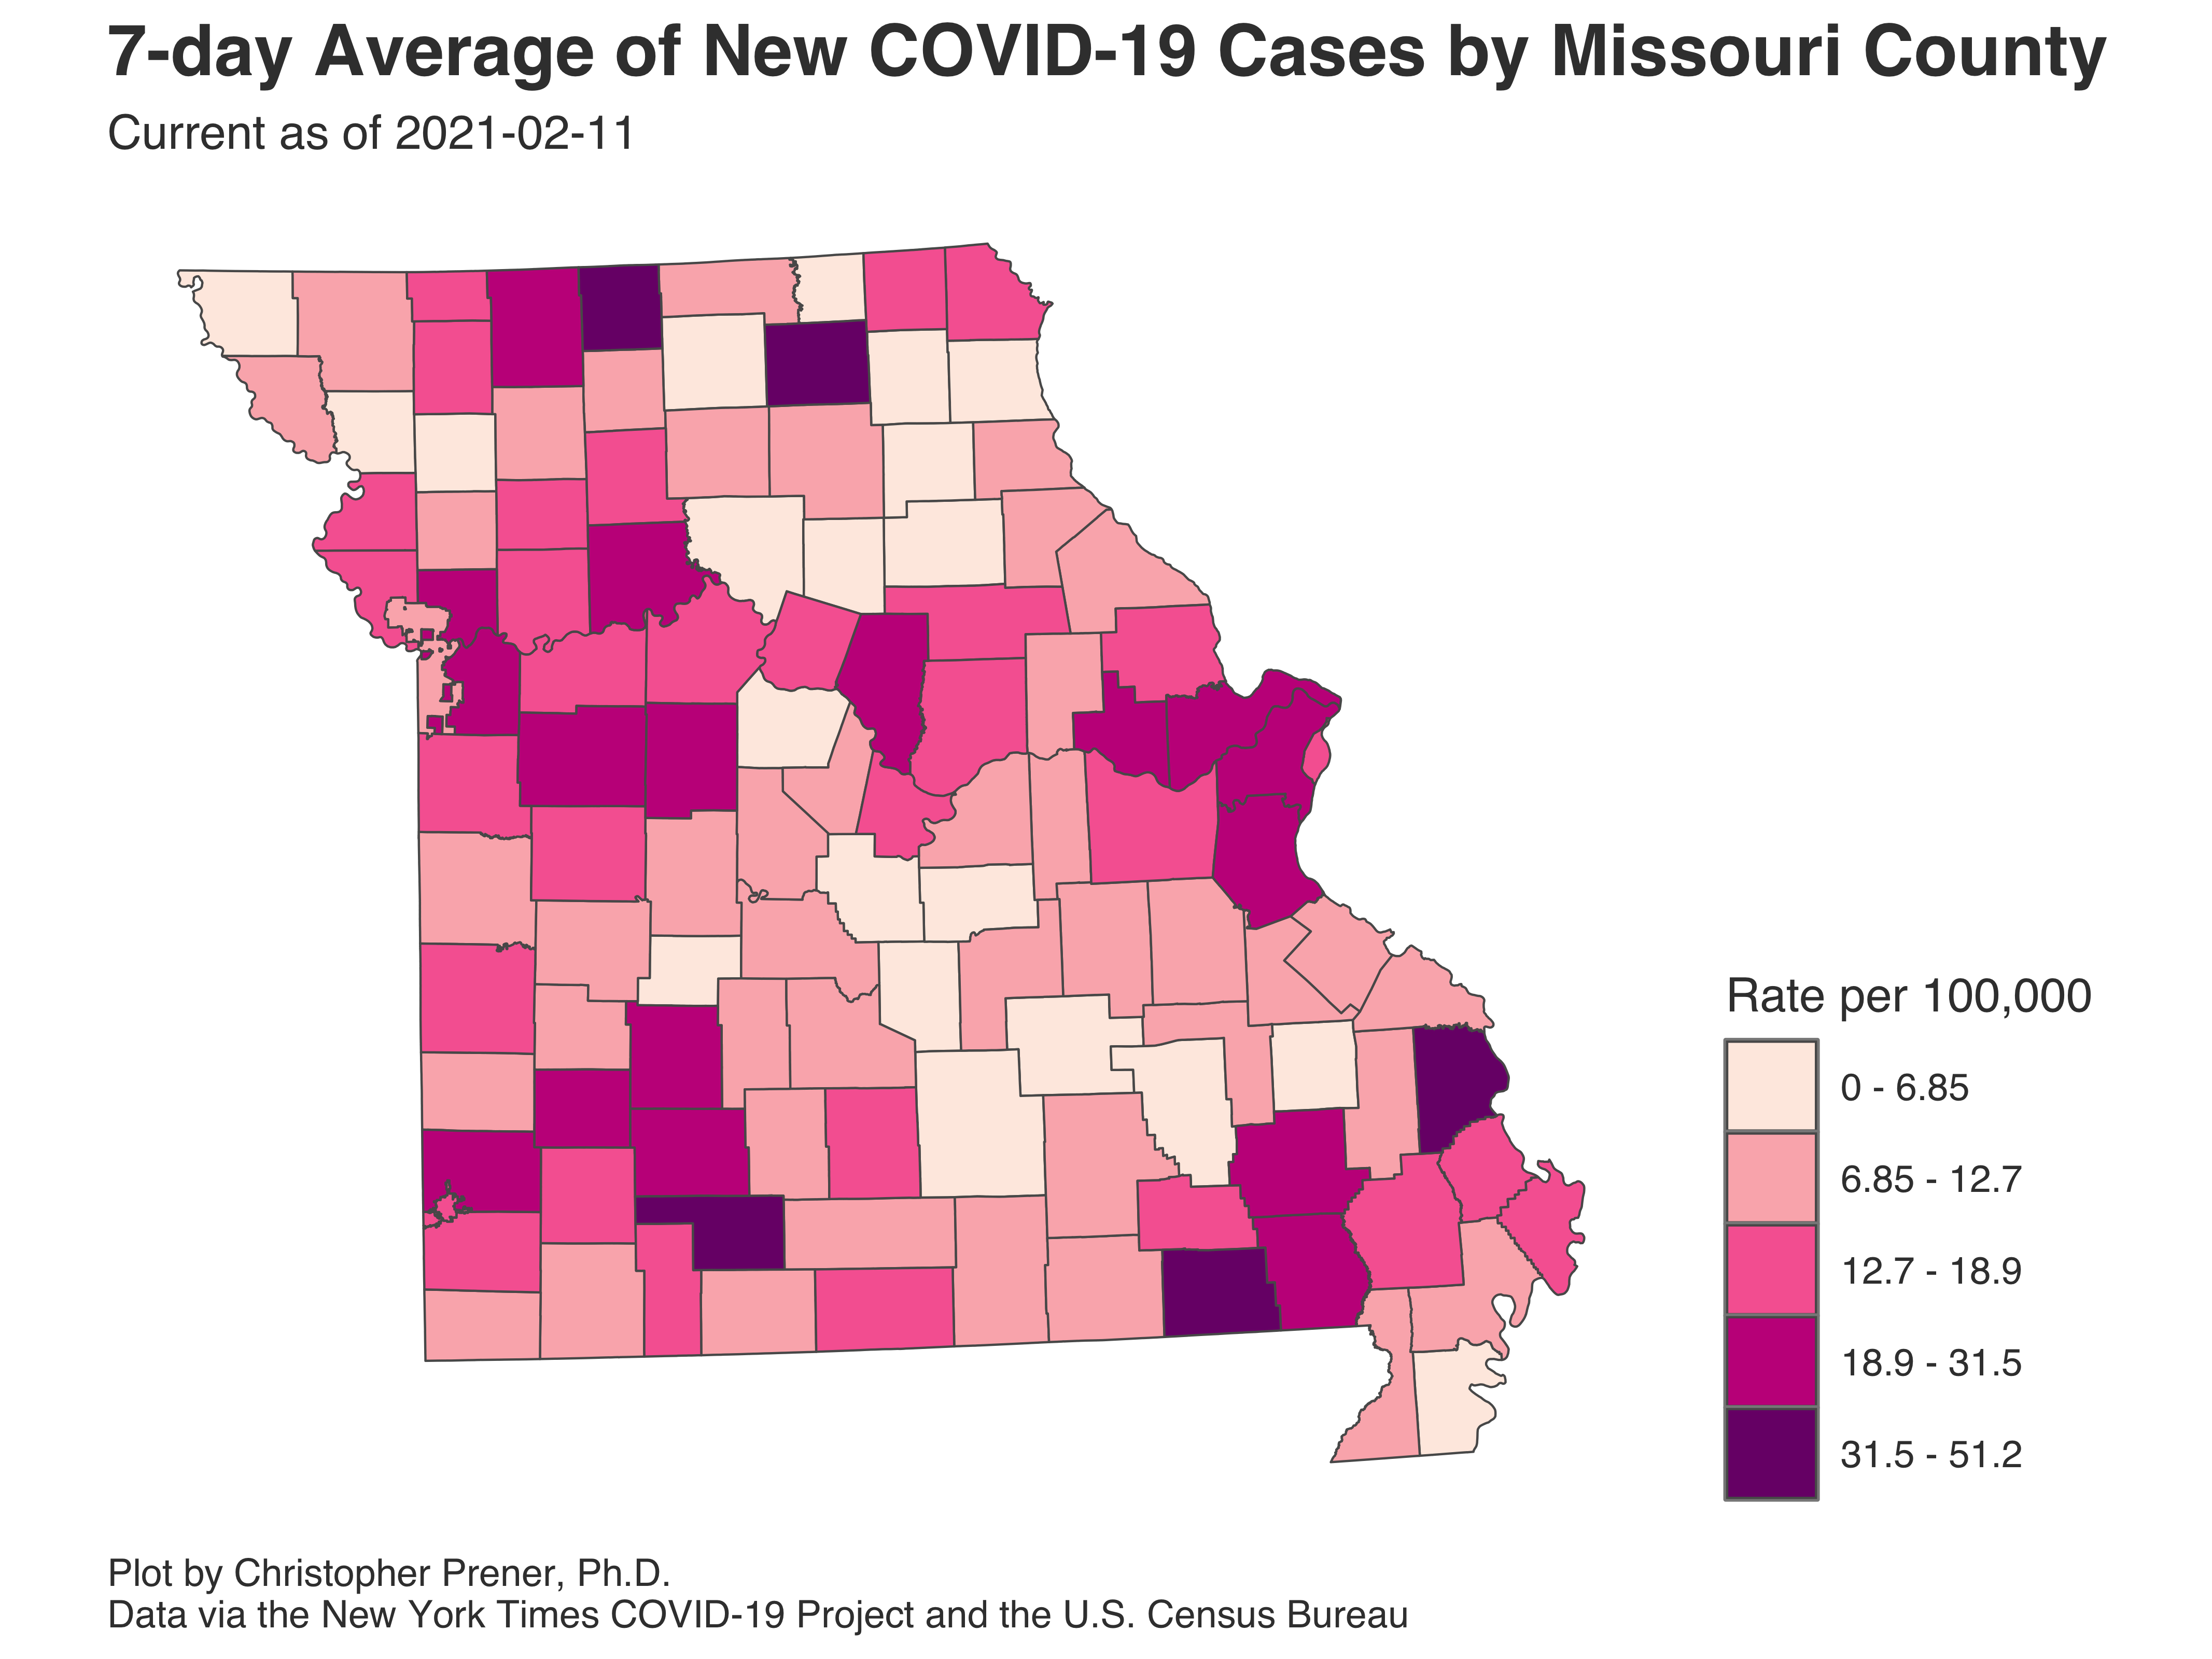 7-day Average of New COVID-19 Cases by Missouri County
Current as of 2021-02-11
Rate per 100,000
0 - 6.85
6.85 - 12.7
12.7 - 18.9
18.9 - 31.5
31.5 - 51.2
Plot by Christopher Prener, Ph.D.
Data via the New York Times COVID-19 Project and the U.S. Census Bureau